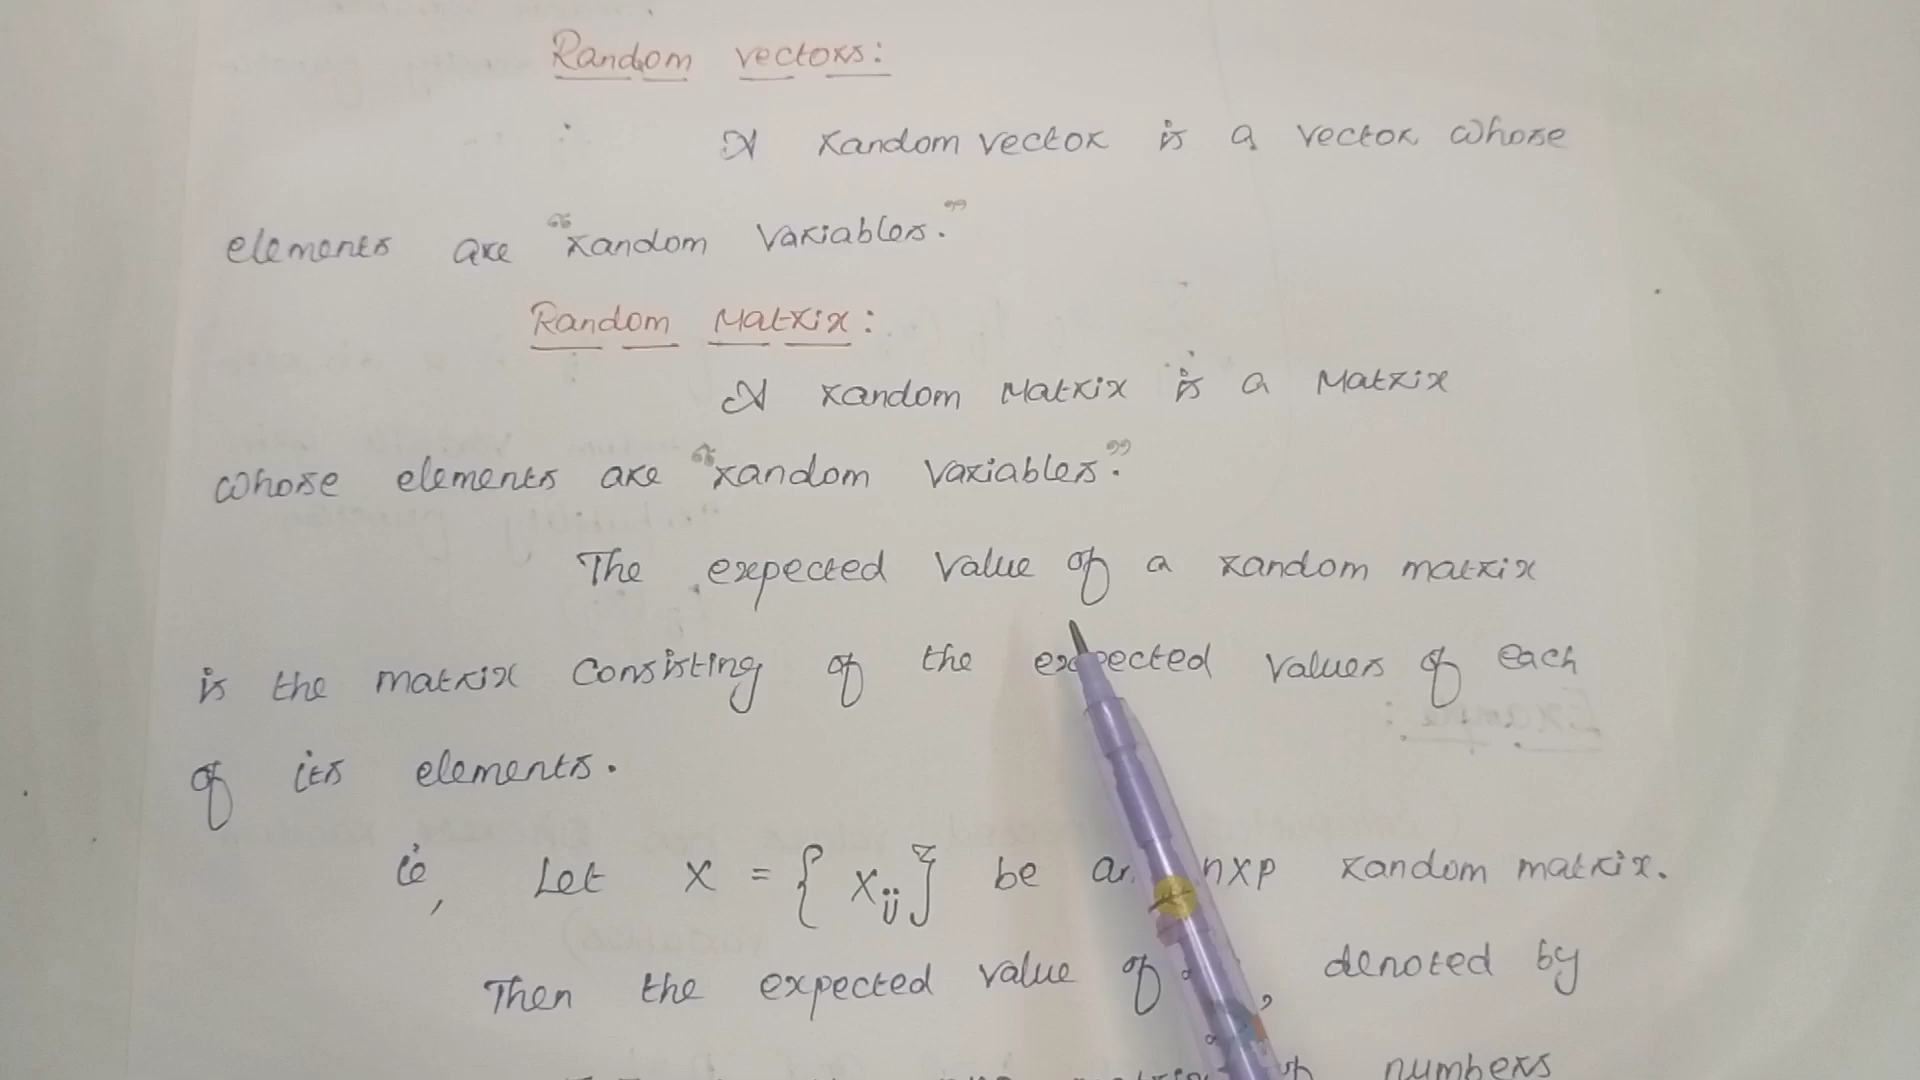 Random vectors:
A random vector is a vector whose
elements are "random variables."
Random Matrix:
A random Matrix is a Matrix
whose elements are "random variables."
The expected value of a random matrix
is the matrix consisting of the expected values of each
of its elements.
ie, Let X = { Xij } be an nxp random matrix.
Then the expected value of , denoted by
numbers